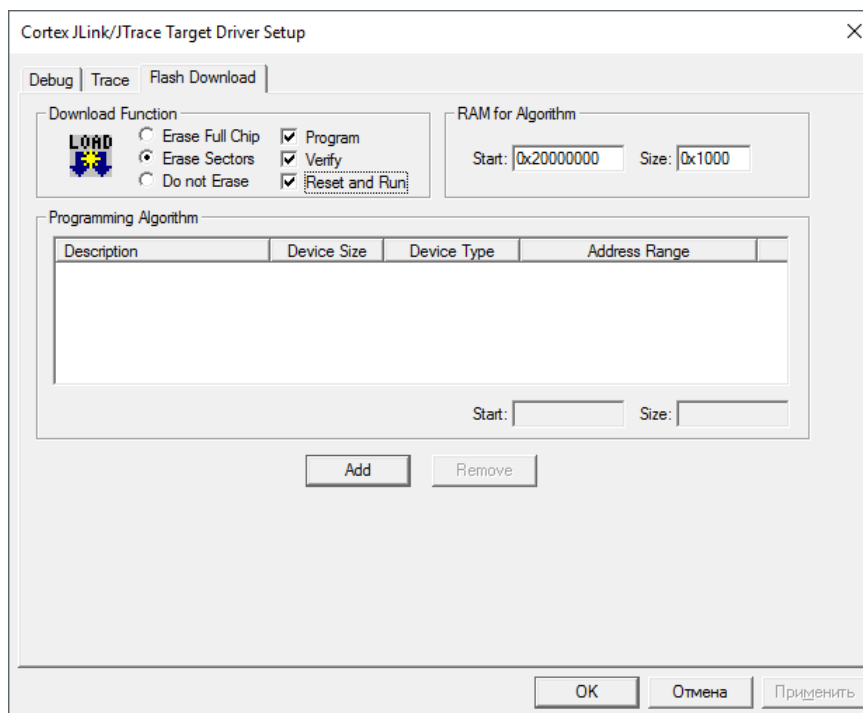 Cortex JLink/JTrace Target Driver Setup
Debug Trace Flash Download
Download Function
LOAD
Erase Full Chip
Erase Sectors
Do not Erase
Program
Verify
Reset and Run
RAM for Algorithm
Start: 0x20000000 Size: 0x1000
Programming Algorithm
Description Device Size Device Type Address Range
Start: Size:
Add Remove
OK Отмена Применить